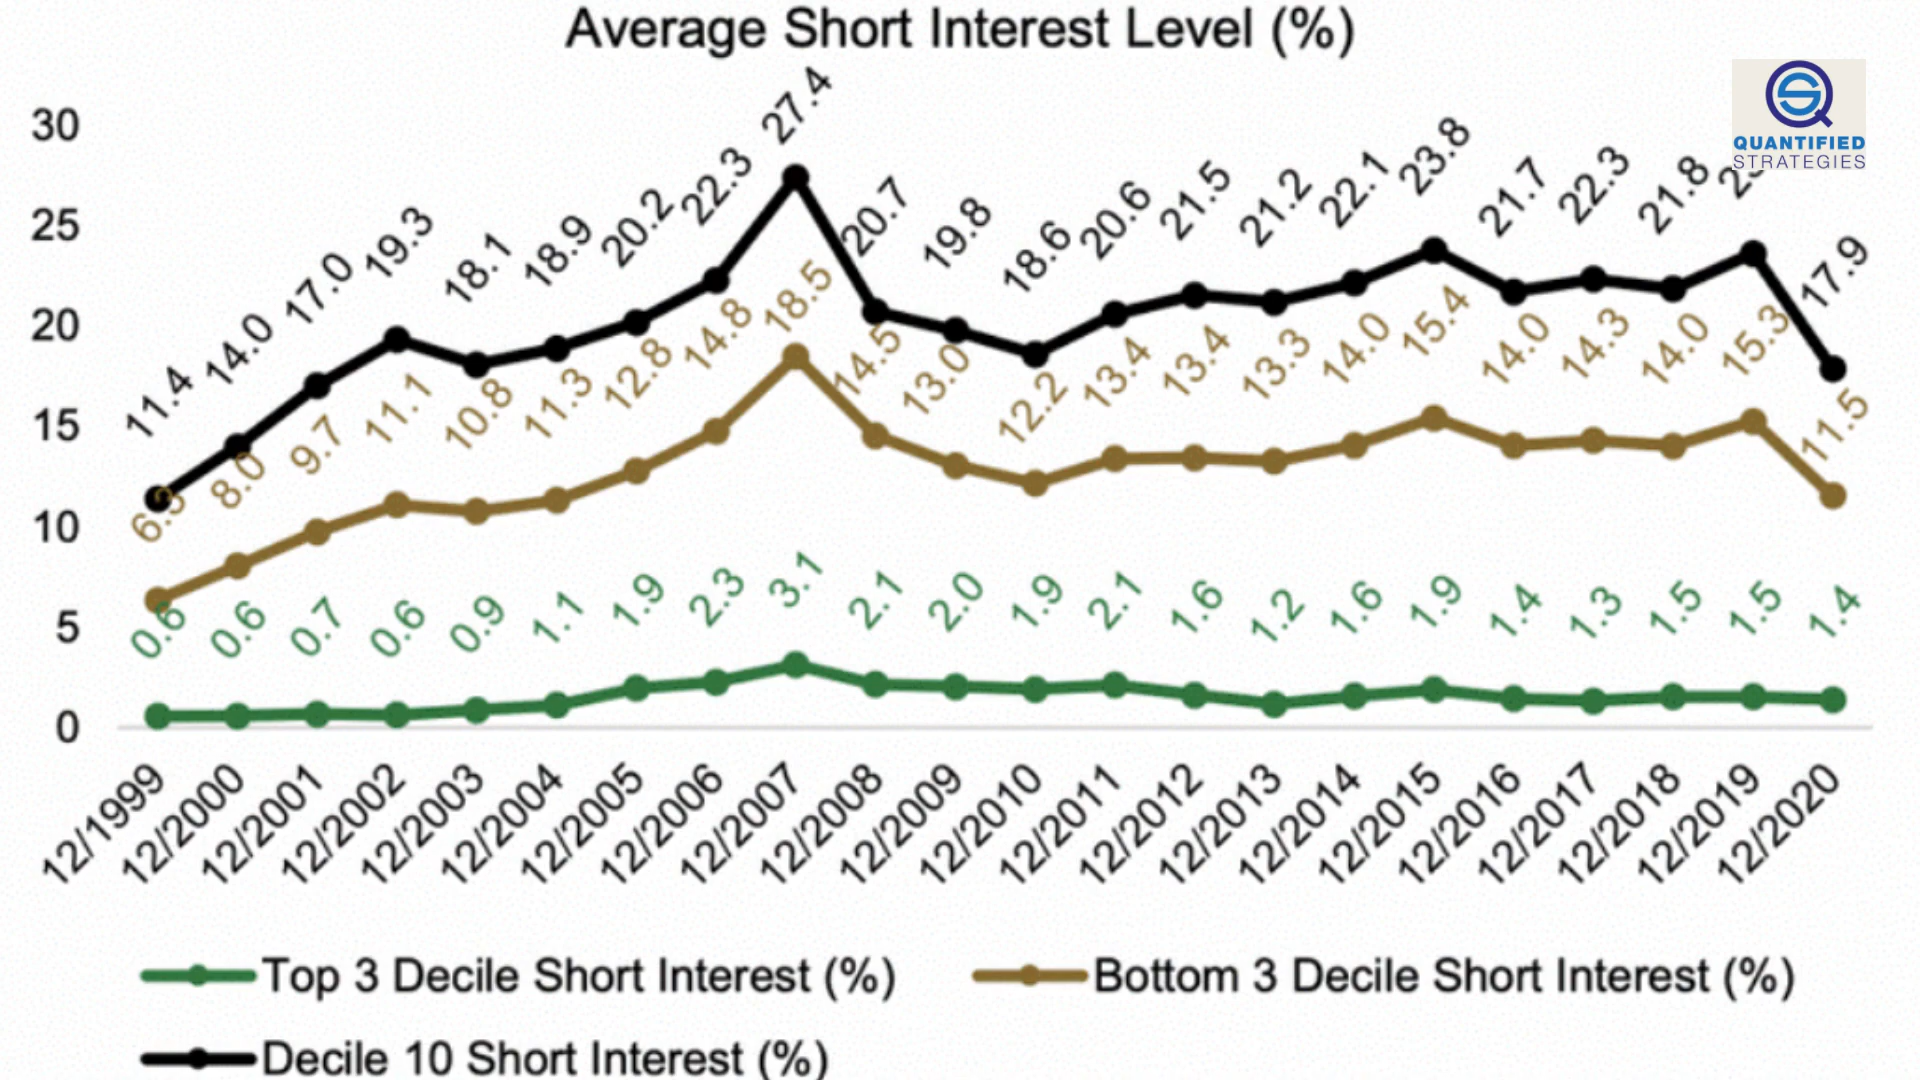 Average Short Interest Level (%)
QUANTIFIED
STRATEGIES
30
25
20
15
10
5
0
11.4 14.0 17.0 19.3 18.1 18.9 20.2 22.3 27.4 20.7 19.8 18.6 20.6 21.5 21.2 22.1 23.8 21.7 22.3 21.8 17.9
6.3 8.0 9.7 11.1 10.8 11.3 12.8 14.8 18.5 14.5 13.0 12.2 13.4 13.4 13.3 14.0 15.4 14.0 14.3 14.0 15.3 11.5
0.6 0.6 0.7 0.6 0.9 1.1 1.9 2.3 3.1 2.1 2.0 1.9 2.1 1.6 1.2 1.6 1.9 1.4 1.3 1.5 1.5 1.4
12/1999 12/2000 12/2001 12/2002 12/2003 12/2004 12/2005 12/2006 12/2007 12/2008 12/2009 12/2010 12/2011 12/2012 12/2013 12/2014 12/2015 12/2016 12/2017 12/2018 12/2019 12/2020
Top 3 Decile Short Interest (%) Bottom 3 Decile Short Interest (%)
Decile 10 Short Interest (%)